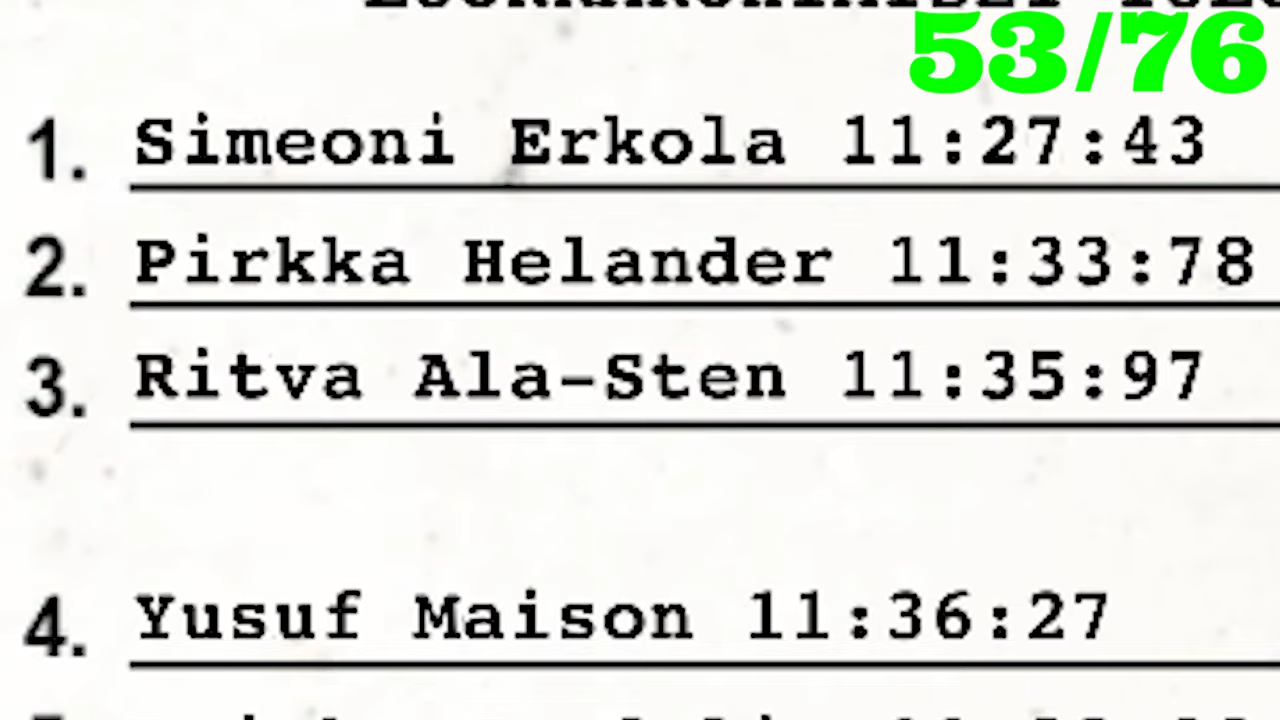 53/76
1. Simeoni Erkola 11:27:43
2. Pirkka Helander 11:33:78
3. Ritva Ala-Sten 11:35:97
4. Yusuf Maison 11:36:27